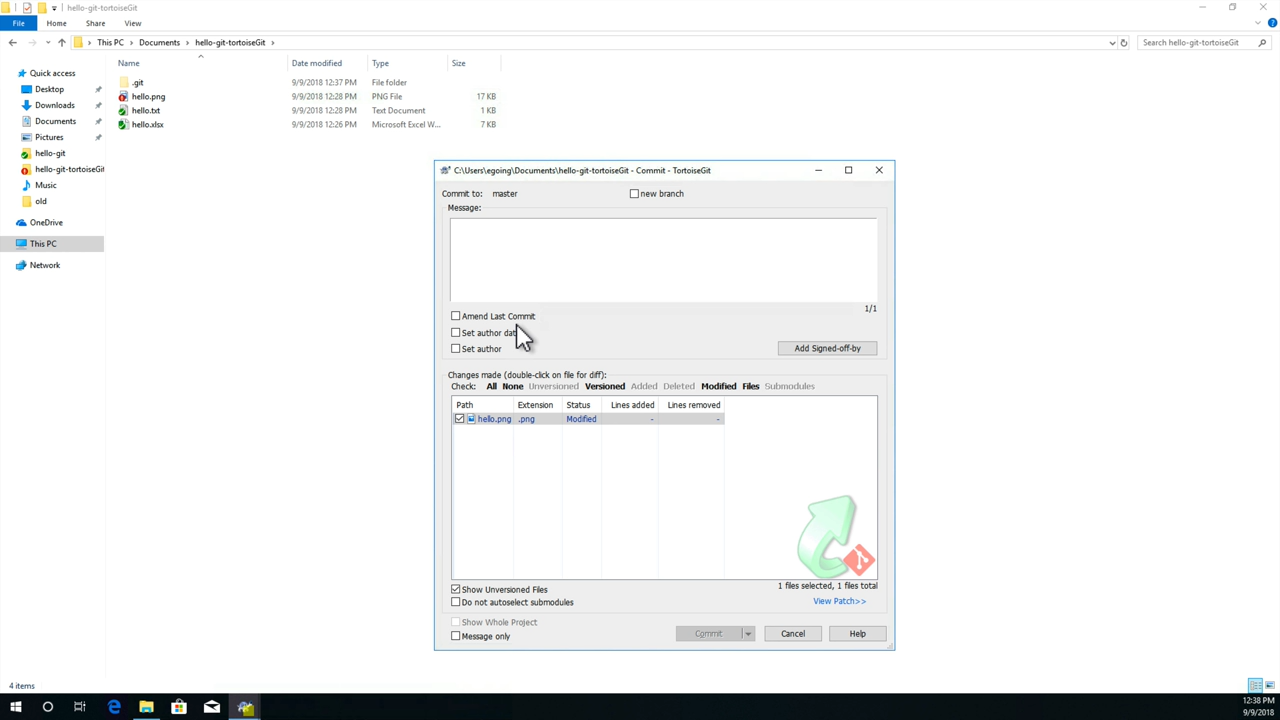 hello-git-tortoiseGit
File Home Share View
This PC Documents hello-git-tortoiseGit Search hello-git-tortoiseGit
Name Date modified Type Size
Quick access
Desktop
Downloads
Documents
Pictures
hello-git
hello-git-tortoiseGit
Music
old
OneDrive
This PC
Network
.git 9/9/2018 12:37 PM File folder
hello.png 9/9/2018 12:28 PM PNG File 17 KB
hello.txt 9/9/2018 12:28 PM Text Document 1 KB
hello.xlsx 9/9/2018 12:26 PM Microsoft Excel W... 7 KB
C:\Users\egoing\Documents\hello-git-tortoiseGit - Commit - TortoiseGit
Commit to: master new branch
Message:
1/1
Amend Last Commit
Set author dat
Set author Add Signed-off-by
Changes made (double-click on file for diff):
Check: All None Unversioned Versioned Added Deleted Modified Files Submodules
Path Extension Status Lines added Lines removed
hello.png .png Modified - -
Show Unversioned Files 1 files selected, 1 files total
Do not autoselect submodules View Patch>>
Show Whole Project
Message only Commit Cancel Help
4 items
12:38 PM
9/9/2018